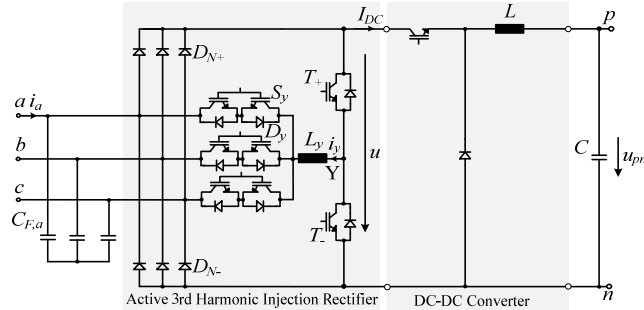 I_DC
L
p
D_N+
T_+
S_y
a i_a
D_y
L_y i_y
b
Y
u
C
u_pn
c
T_-
C_F,a
D_N-
n
Active 3rd Harmonic Injection Rectifier
DC-DC Converter